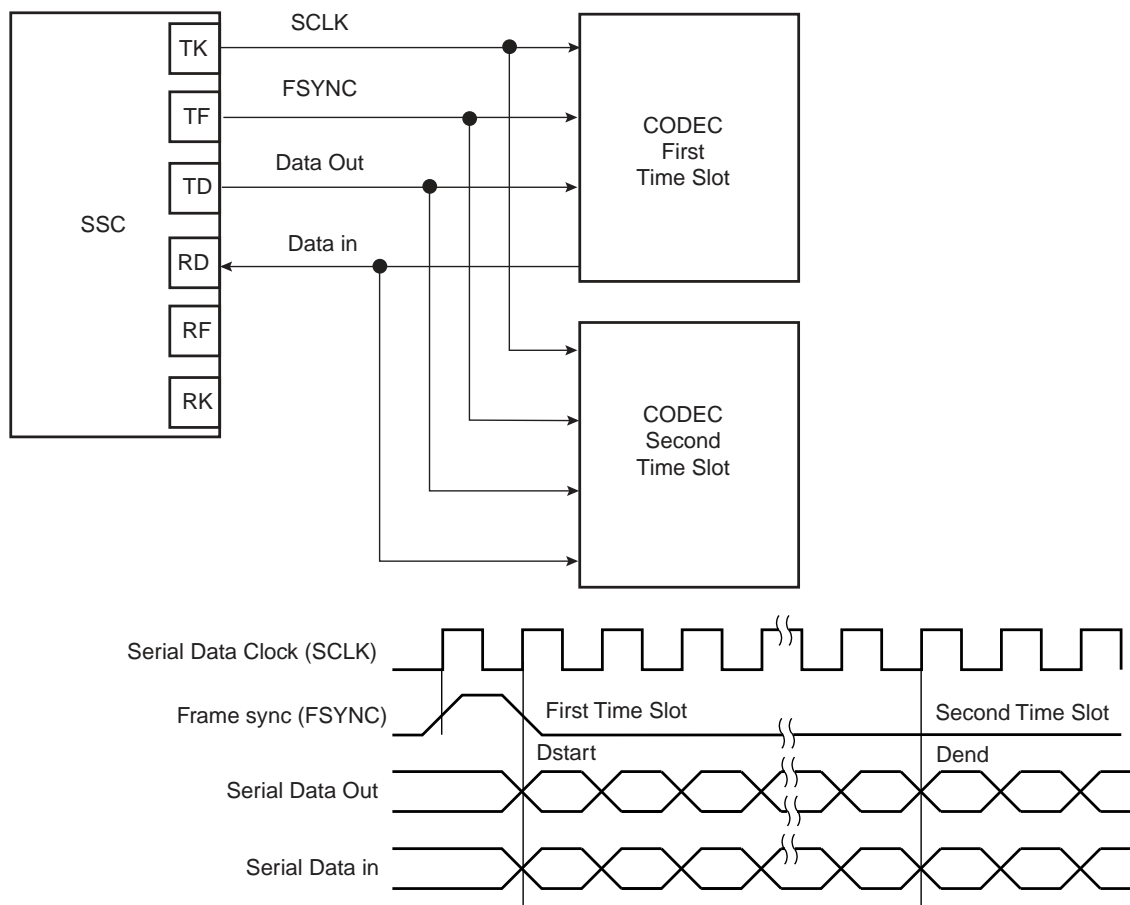 SSC
TK
TF
TD
RD
RF
RK
SCLK
FSYNC
Data Out
Data in
CODEC
First
Time Slot
CODEC
Second
Time Slot
Serial Data Clock (SCLK)
Frame sync (FSYNC)
First Time Slot
Second Time Slot
Dstart
Dend
Serial Data Out
Serial Data in